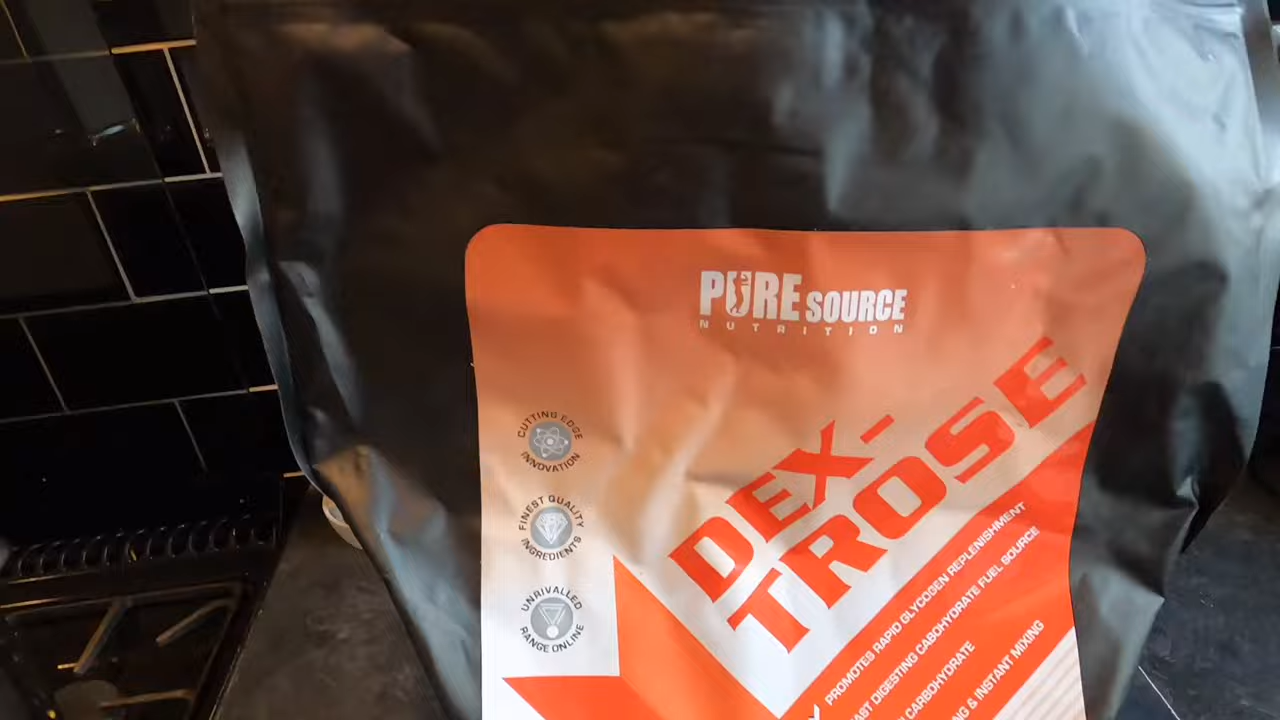 PURE SOURCE
NUTRITION
CUTTING EDGE
INNOVATION
FINEST QUALITY
INGREDIENTS
UNRIVALLED
RANGE ONLINE
DEX-
TROSE
PROMOTES RAPID GLYCOGEN REPLENISHMENT
FAST DIGESTING CABOHYDRATE FUEL SOURCE
CARBOHYDRATE
& INSTANT MIXING